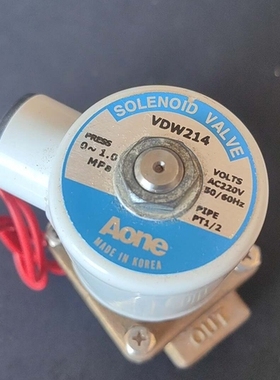 SOLENOID VALVE
VDW214
PRESS
0~1.0
MPa
VOLTS
AC220V
50/60Hz
PIPE
PT1/2
Aone
MADE IN KOREA
OUT